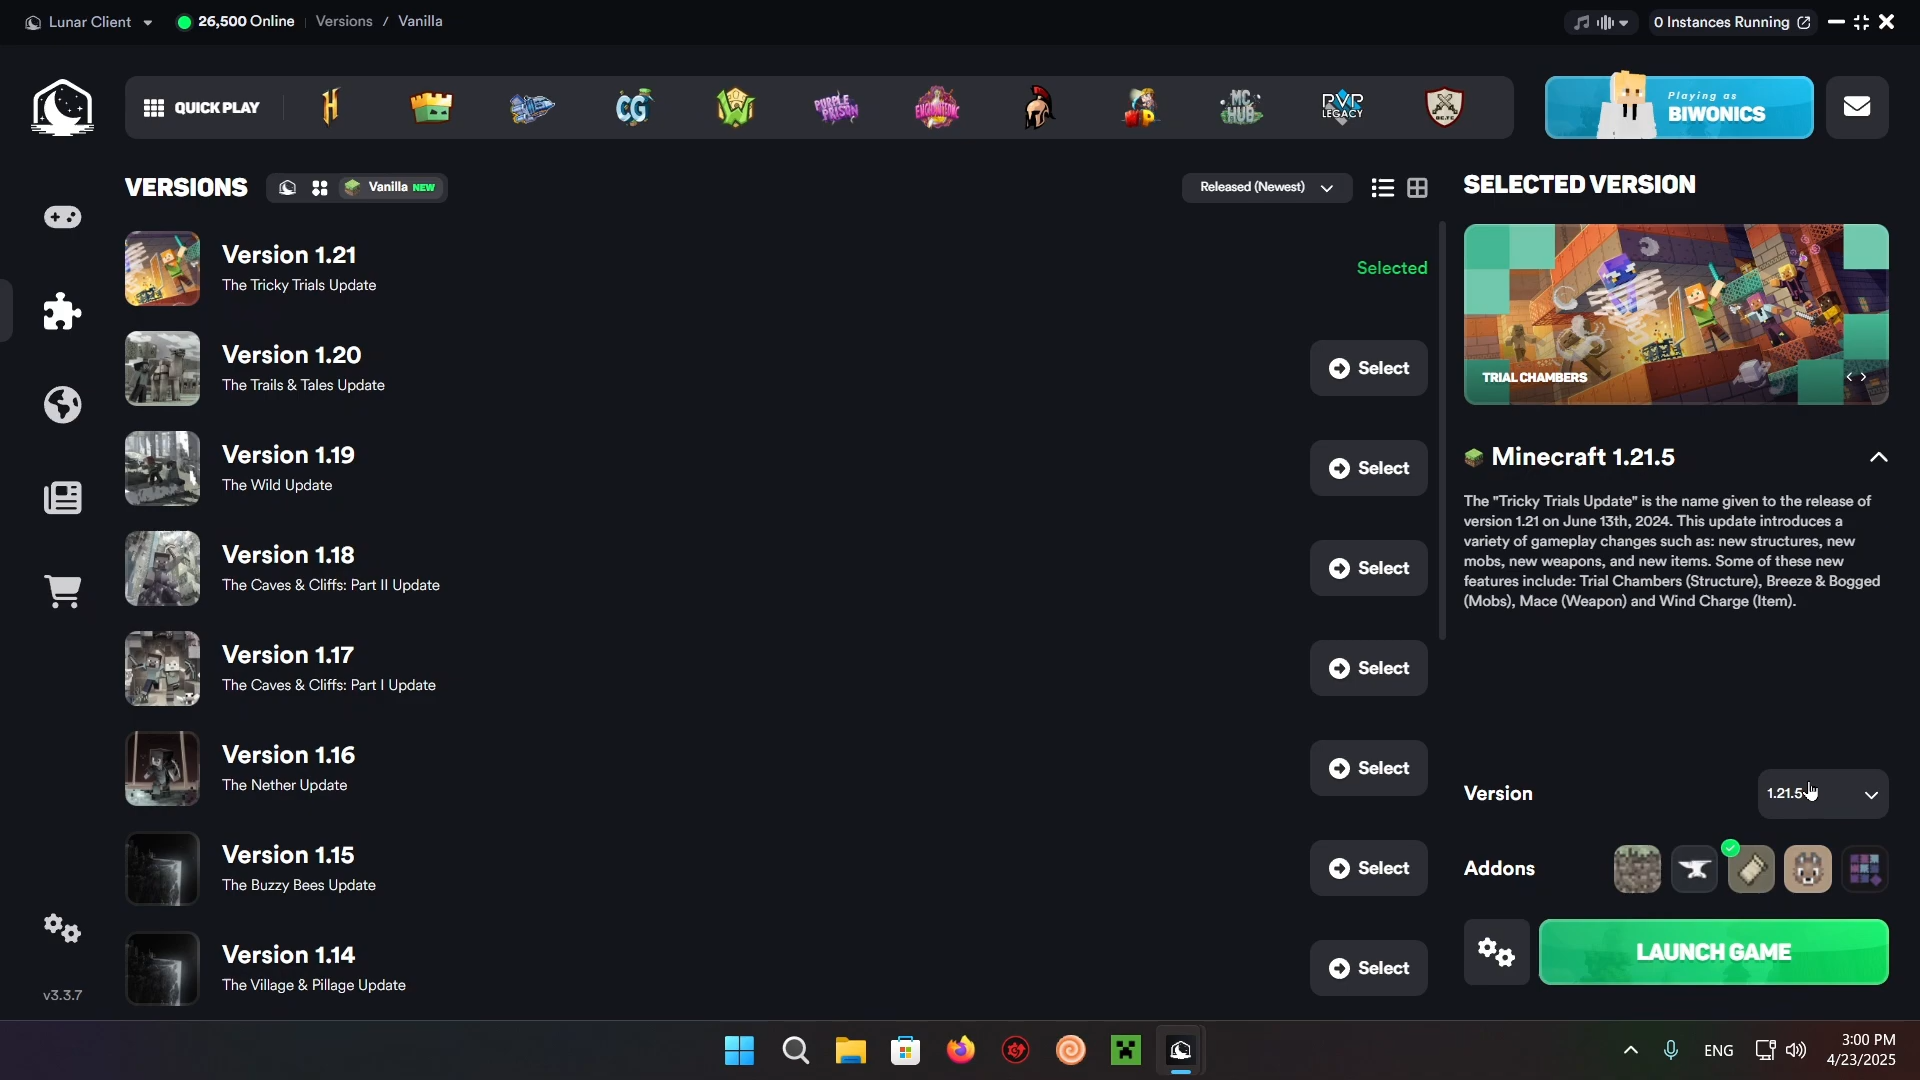 Lunar Client
26,500 Online
Versions / Vanilla
0 Instances Running
QUICK PLAY
H
CG
W
PURPLE PRISON
MC HUB
PVP LEGACY
Playing as
BIWONICS
VERSIONS
Vanilla NEW
Released (Newest)
SELECTED VERSION
Version 1.21
The Tricky Trials Update
Selected
Version 1.20
The Trails & Tales Update
Select
Version 1.19
The Wild Update
Select
Version 1.18
The Caves & Cliffs: Part II Update
Select
Version 1.17
The Caves & Cliffs: Part I Update
Select
Version 1.16
The Nether Update
Select
Version 1.15
The Buzzy Bees Update
Select
Version 1.14
The Village & Pillage Update
Select
TRIAL CHAMBERS
Minecraft 1.21.5
The "Tricky Trials Update" is the name given to the release of
version 1.21 on June 13th, 2024. This update introduces a
variety of gameplay changes such as: new structures, new
mobs, new weapons, and new items. Some of these new
features include: Trial Chambers (Structure), Breeze & Bogged
(Mobs), Mace (Weapon) and Wind Charge (Item).
Version
1.21.5
Addons
LAUNCH GAME
v3.3.7
ENG
3:00 PM
4/23/2025